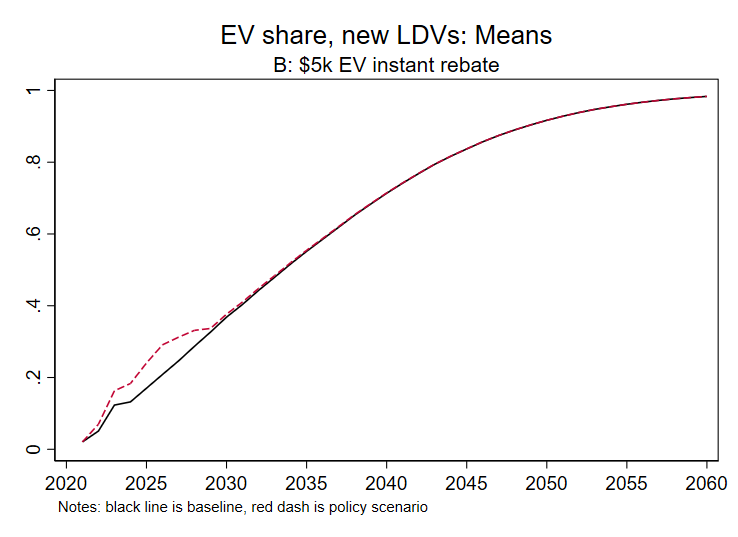 EV share, new LDVs: Means
B: $5k EV instant rebate
1
.8
.6
.4
.2
0
2020 2025 2030 2035 2040 2045 2050 2055 2060
Notes: black line is baseline, red dash is policy scenario